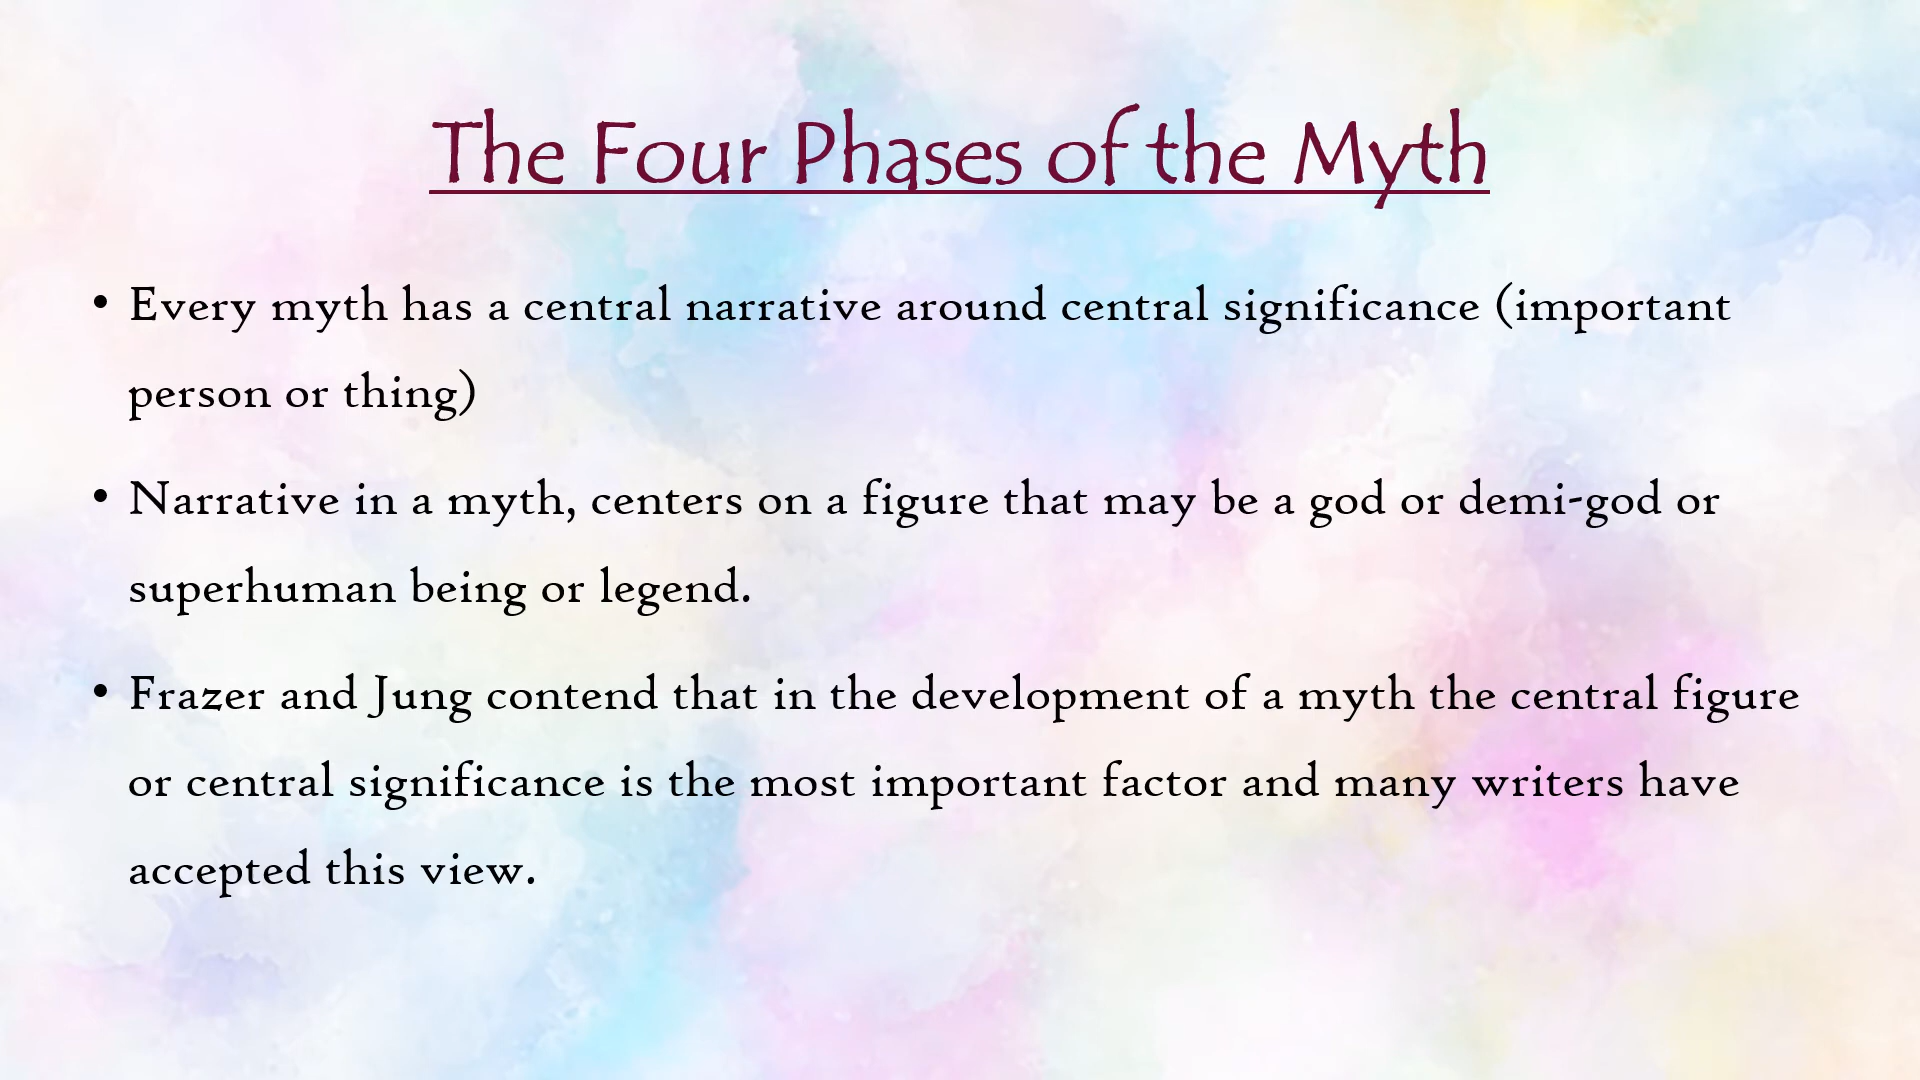 The Four Phases of the Myth
• Every myth has a central narrative around central significance (important
person or thing)
• Narrative in a myth, centers on a figure that may be a god or demi-god or
superhuman being or legend.
• Frazer and Jung contend that in the development of a myth the central figure
or central significance is the most important factor and many writers have
accepted this view.